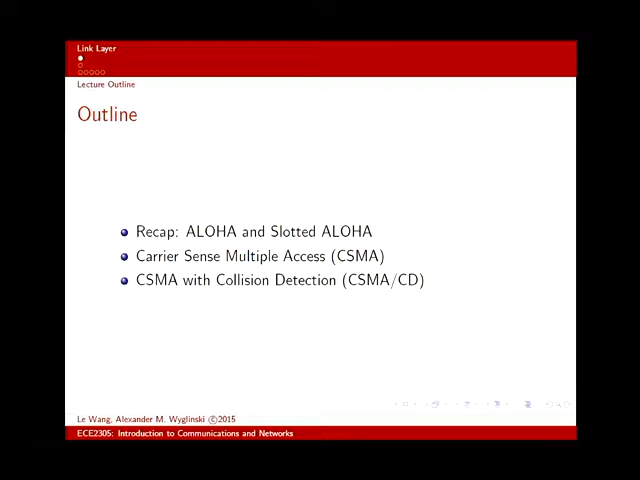 Link Layer
Lecture Outline
Outline
Recap: ALOHA and Slotted ALOHA
Carrier Sense Multiple Access (CSMA)
CSMA with Collision Detection (CSMA/CD)
Le Wang, Alexander M. Wyglinski ©2015
ECE2305: Introduction to Communications and Networks